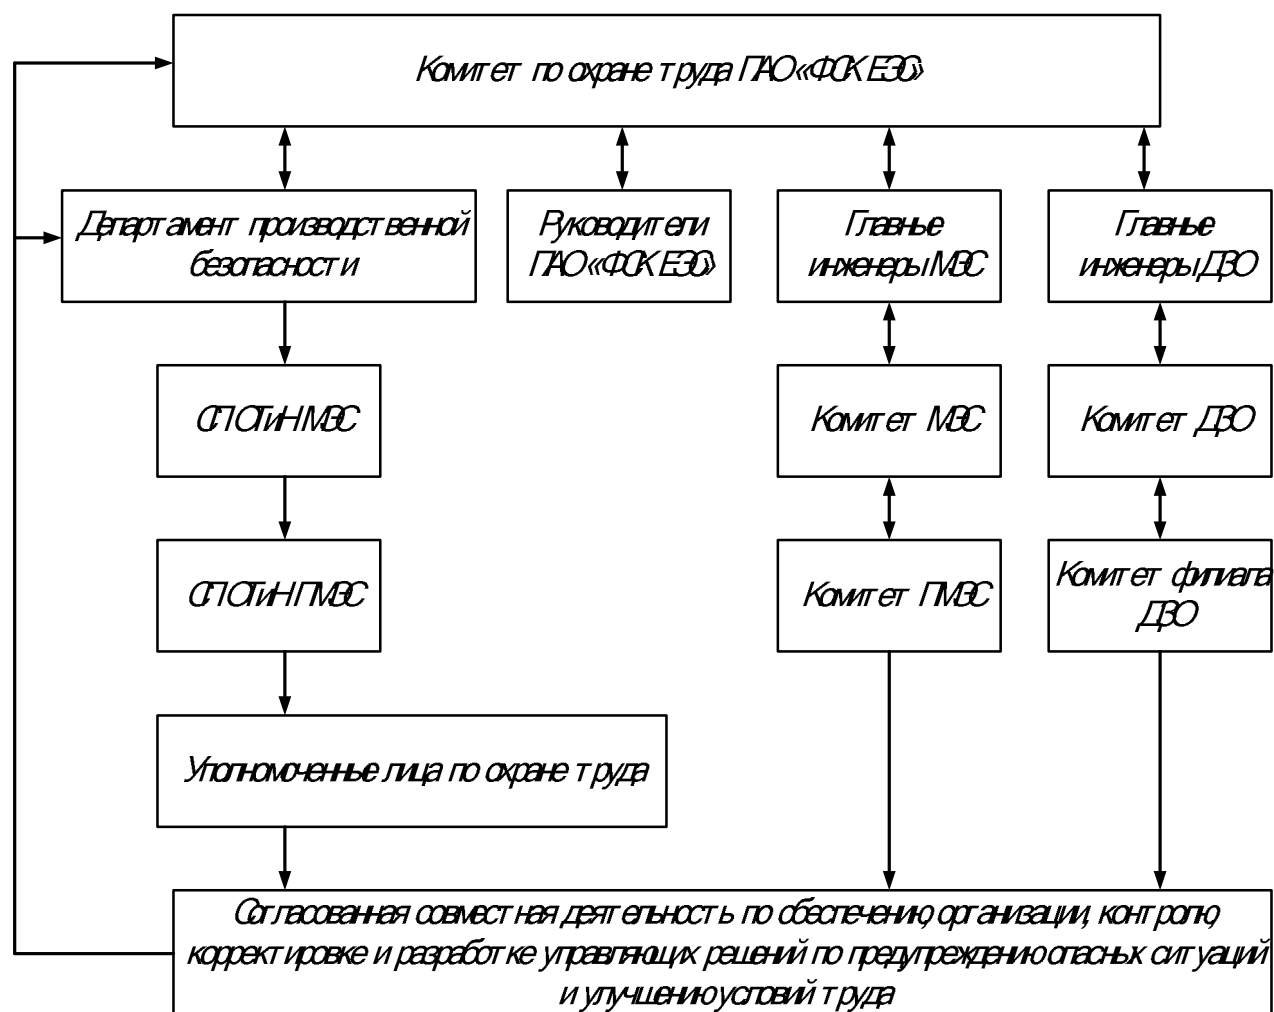 Комитет по охране труда ПАО «ФСК ЕЭС»
Департамент производственной
безопасности
Руководители
ПАО «ФСК ЕЭС»
Главные
инженеры МЭС
Главные
инженеры ДЗО
СПОТиН МЭС
Комитет МЭС
Комитет ДЗО
СПОТиН ПМЭС
Комитет ПМЭС
Комитет филиала
ДЗО
Уполномоченные лица по охране труда
Согласованная совместная деятельность по обеспечению, организации, контролю,
корректировке и разработке управляющих решений по предупреждению опасных ситуаций
и улучшению условий труда